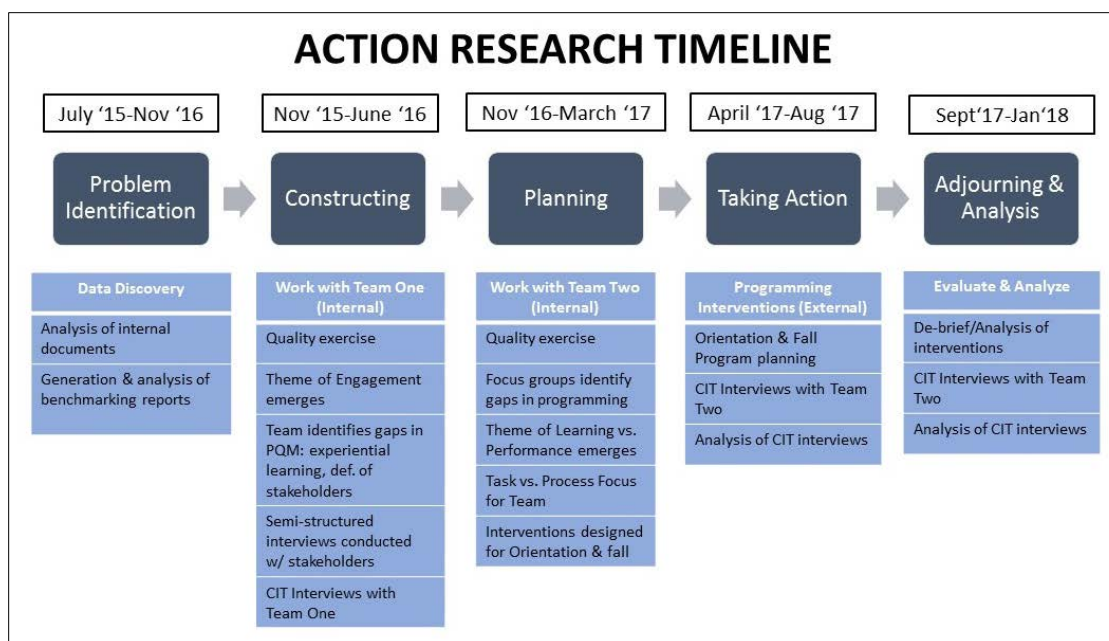 ACTION RESEARCH TIMELINE
July ‘15-Nov ‘16
Nov ‘15-June ‘16
Nov ‘16-March ‘17
April ‘17-Aug ‘17
Sept‘17-Jan‘18
Problem
Identification
Constructing
Planning
Taking Action
Adjourning &
Analysis
Data Discovery
Analysis of internal
documents
Generation & analysis of
benchmarking reports
Work with Team One
(Internal)
Quality exercise
Theme of Engagement
emerges
Team identifies gaps in
PQM: experiential
learning, def. of
stakeholders
Semi-structured
interviews conducted
w/ stakeholders
CIT Interviews with
Team One
Work with Team Two
(Internal)
Quality exercise
Focus groups identify
gaps in programming
Theme of Learning vs.
Performance emerges
Task vs. Process Focus
for Team
Interventions designed
for Orientation & fall
Programming
Interventions (External)
Orientation & Fall
Program planning
CIT Interviews with Team
Two
Analysis of CIT interviews
Evaluate & Analyze
De-brief/Analysis of
interventions
CIT Interviews with Team
Two
Analysis of CIT interviews